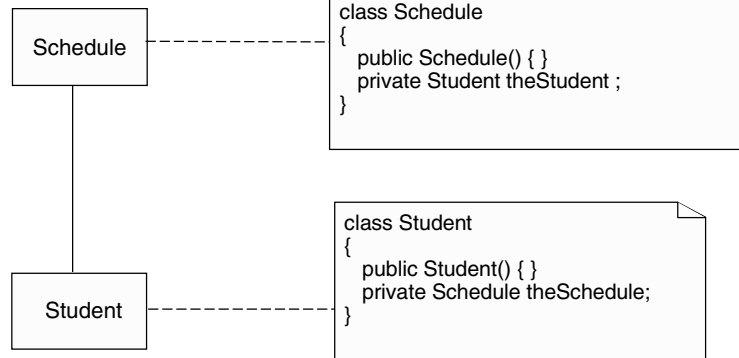 Schedule
class Schedule
{
public Schedule() { }
private Student theStudent ;
}
Student
class Student
{
public Student() { }
private Schedule theSchedule;
}